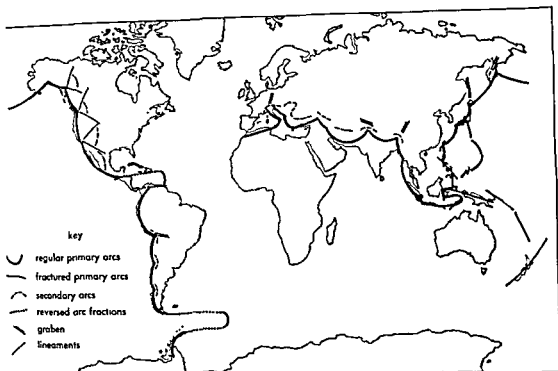 key
regular primary arcs
fractured primary arcs
secondary arcs
reversed arc fractions
graben
lineaments